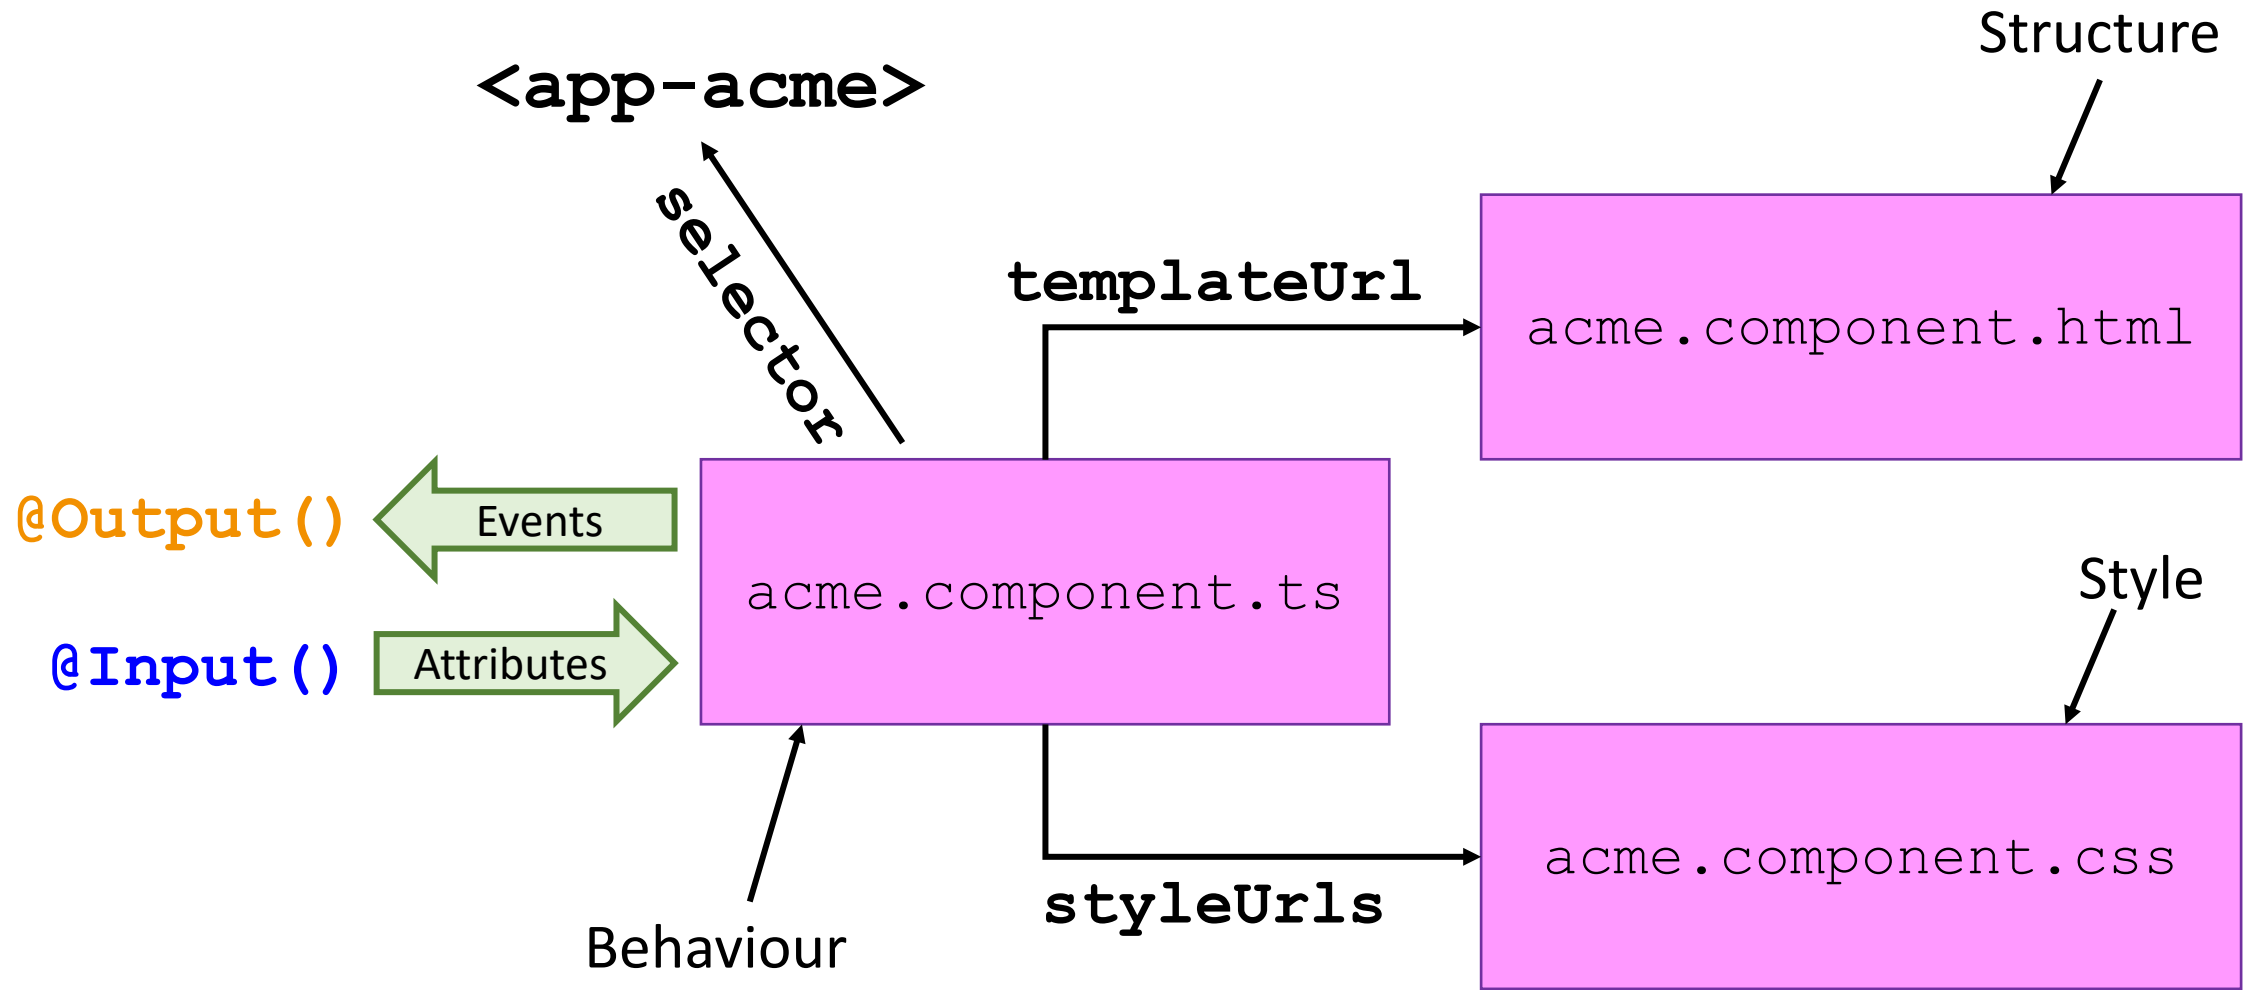 Structure
<app-acme>
selector
templateUrl
acme.component.html
@Output()
Events
acme.component.ts
Style
@Input()
Attributes
acme.component.css
styleUrls
Behaviour